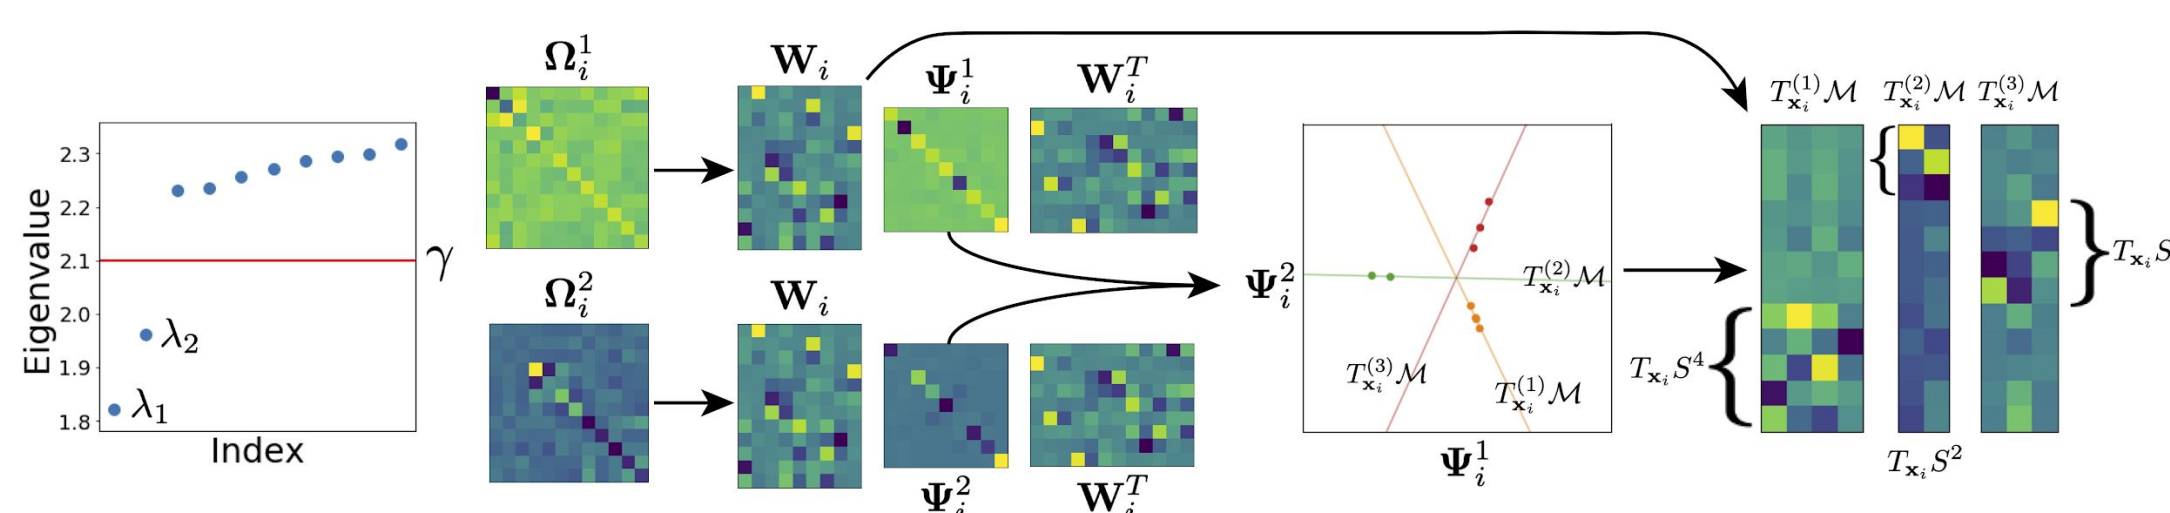 Eigenvalue
2.3
2.2
2.1
2.0
1.9
1.8
λ₁
λ₂
γ
Index
Ω_i^1
W_i
Ψ_i^1
W_i^T
Ω_i^2
W_i
Ψ_i^2
W_i^T
Ψ_i^2
T_{x_i}^{(2)}M
T_{x_i}^{(3)}M
T_{x_i}^{(1)}M
Ψ_i^1
T_{x_i}^{(1)}M T_{x_i}^{(2)}M T_{x_i}^{(3)}M
T_{x_i}S
T_{x_i}S^4
T_{x_i}S^2